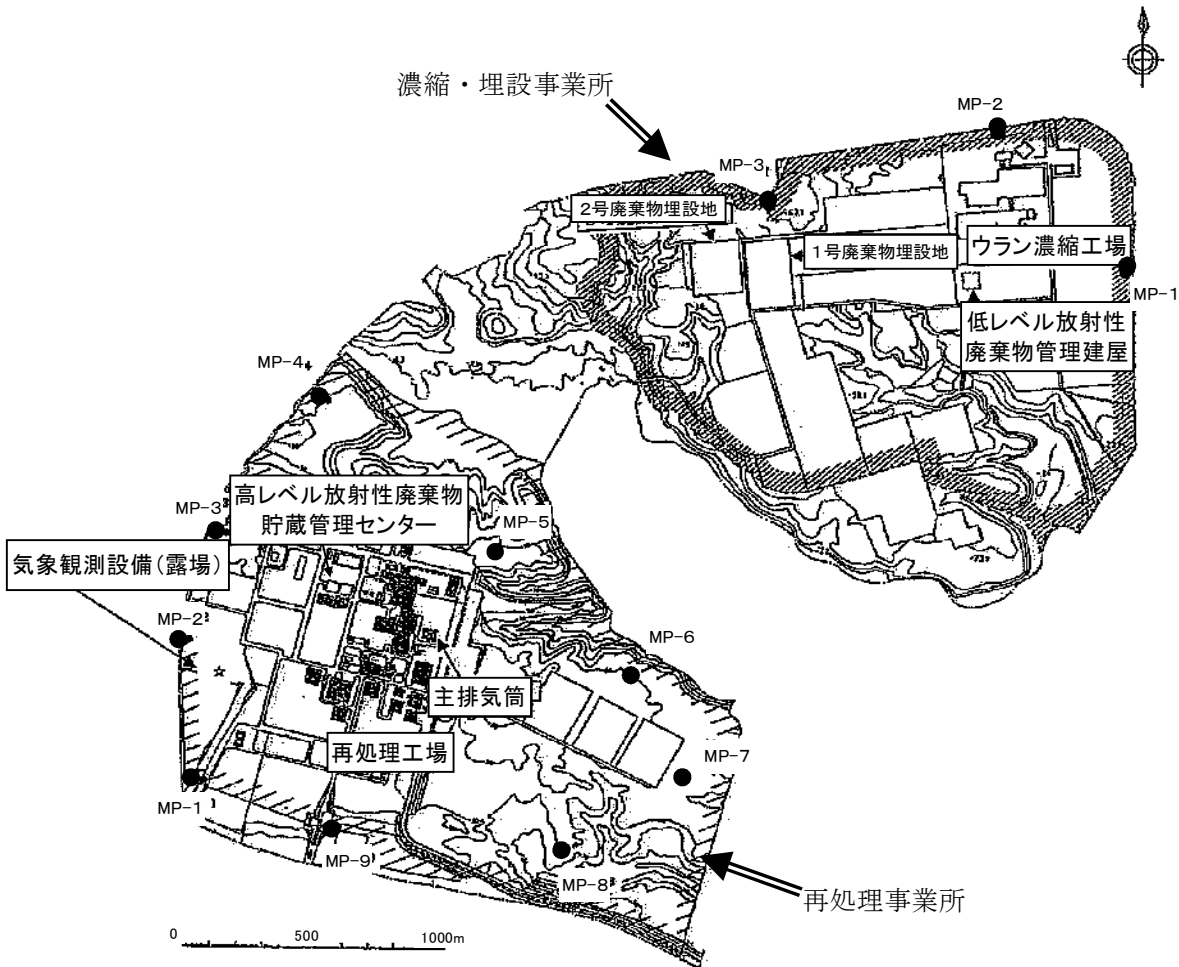 濃縮・埋設事業所
MP-2
MP-3
2号廃棄物埋設地
1号廃棄物埋設地
ウラン濃縮工場
MP-1
低レベル放射性
廃棄物管理建屋
MP-4
MP-3
高レベル放射性廃棄物
貯蔵管理センター
MP-5
気象観測設備(露場)
MP-2
MP-6
主排気筒
再処理工場
MP-7
MP-1
MP-9
MP-8
再処理事業所
0 500 1000m